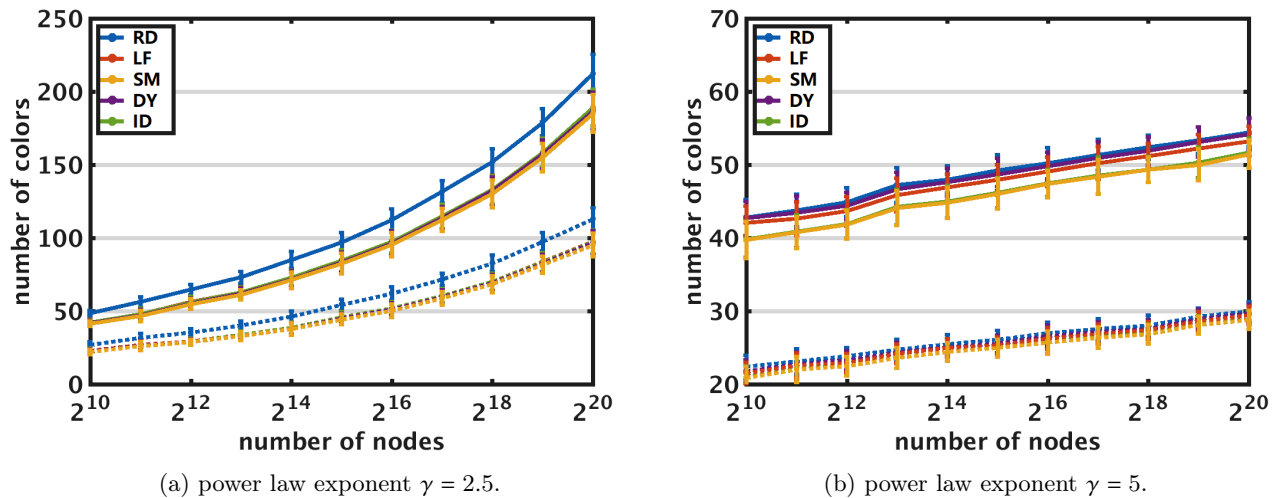 250
200
150
100
50
0
number of colors
RD
LF
SM
DY
ID
2^10 2^12 2^14 2^16 2^18 2^20
number of nodes
(a) power law exponent γ = 2.5.
80
70
60
50
40
30
20
number of colors
RD
LF
SM
DY
ID
2^10 2^12 2^14 2^16 2^18 2^20
number of nodes
(b) power law exponent γ = 5.